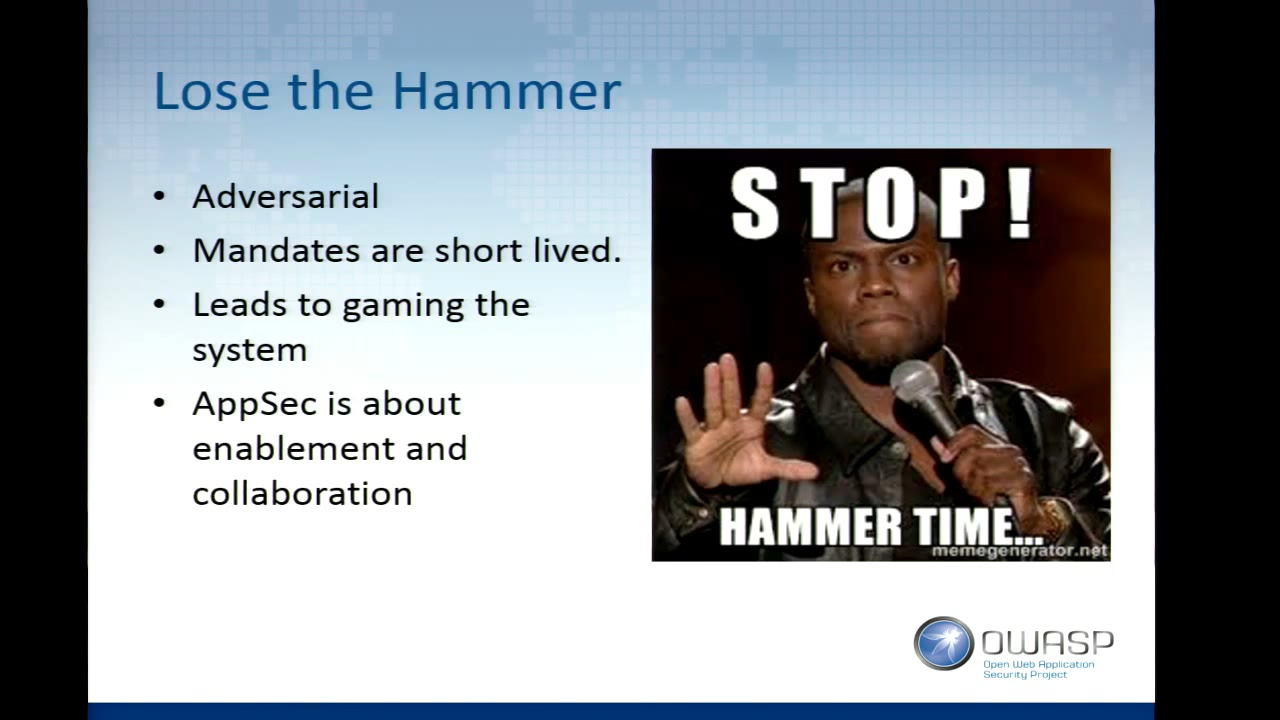 Lose the Hammer
• Adversarial
• Mandates are short lived.
• Leads to gaming the
system
• AppSec is about
enablement and
collaboration
STOP!
HAMMER TIME...
memegenerator.net
OWASP
Open Web Application
Security Project